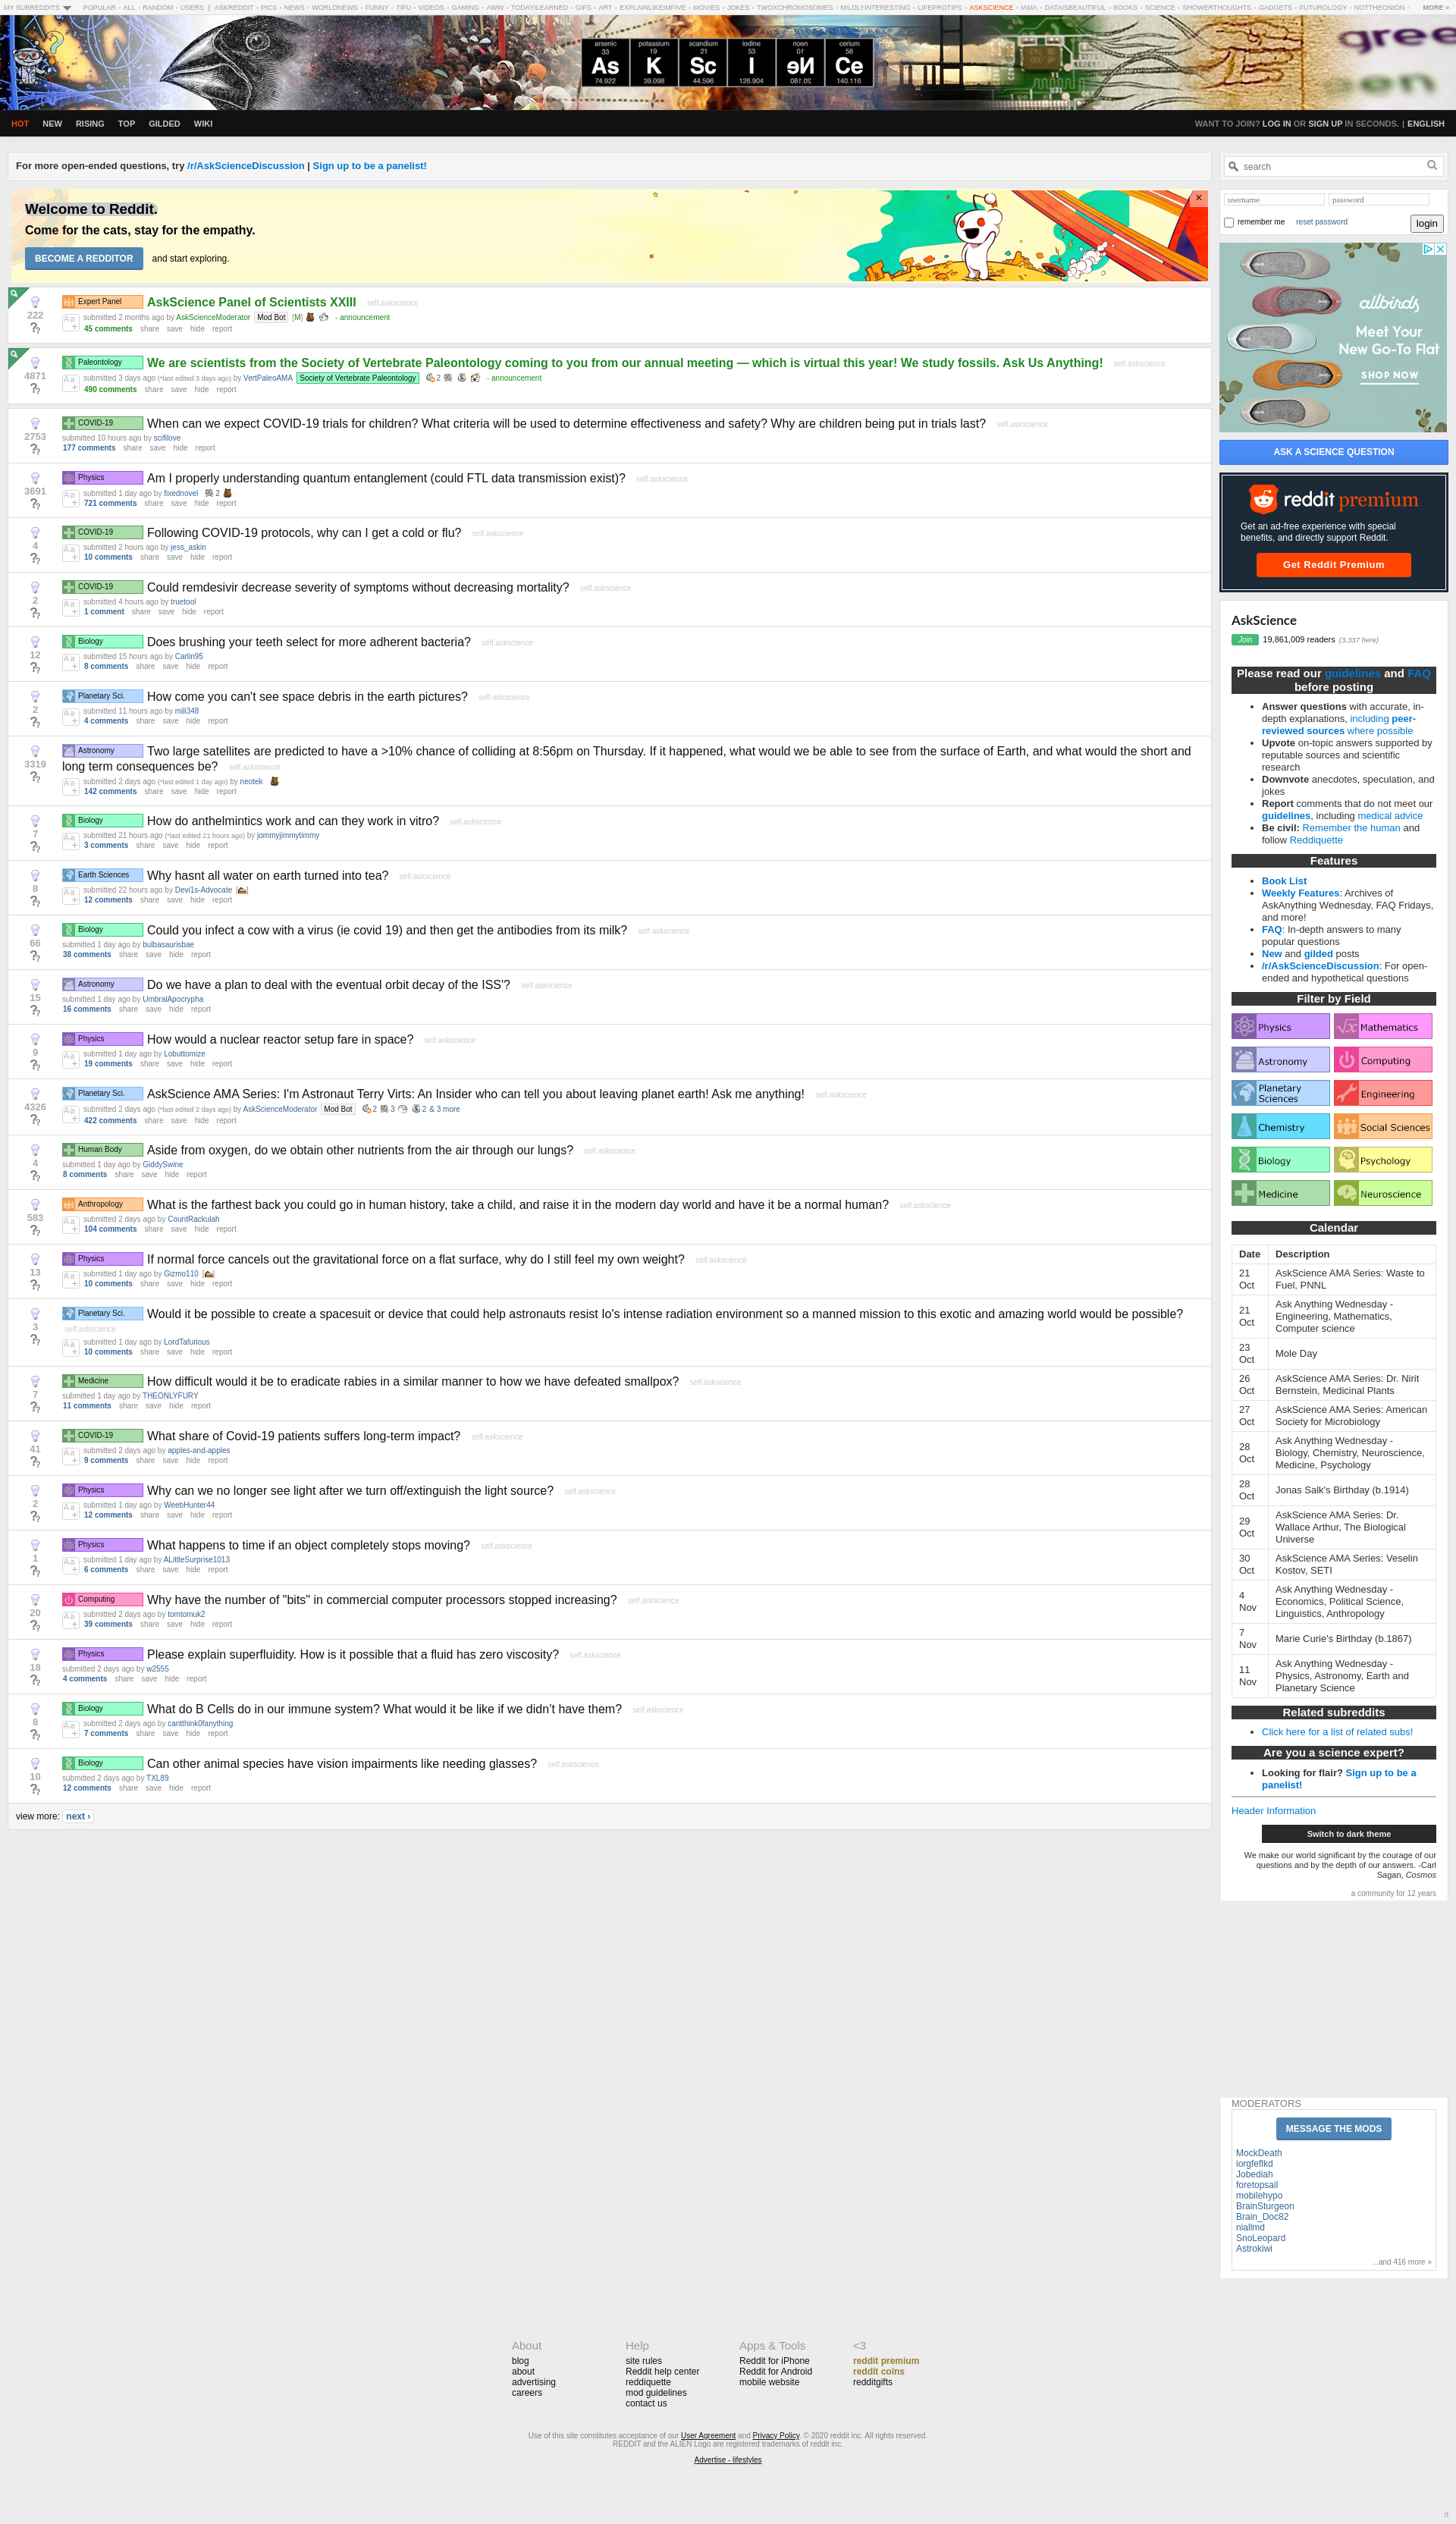 MY SUBREDDITS POPULAR - ALL - RANDOM - USERS | ASKREDDIT - PICS - NEWS - WORLDNEWS - FUNNY - TIFU - VIDEOS - GAMING - AWW - TODAYILEARNED - GIFS - ART - EXPLAINLIKEIMFIVE - MOVIES - JOKES - TWOXCHROMOSOMES - MILDLYINTERESTING - LIFEPROTIPS - ASKSCIENCE - IAMA - DATAISBEAUTIFUL - BOOKS - SCIENCE - SHOWERTHOUGHTS - GADGETS - FUTUROLOGY - NOTTHEONION - MORE »
arsenic potassium scandium iodine neon cerium
33 19 21 53 10 58
As K Sc I Ne Ce
74.922 39.098 44.596 126.904 20.180 140.116
HOT NEW RISING TOP GILDED WIKI
WANT TO JOIN? LOG IN OR SIGN UP IN SECONDS. | ENGLISH
For more open-ended questions, try /r/AskScienceDiscussion | Sign up to be a panelist!
Welcome to Reddit.
Come for the cats, stay for the empathy.
BECOME A REDDITOR and start exploring.
×
222
Expert Panel AskScience Panel of Scientists XXIII self.askscience
submitted 2 months ago by AskScienceModerator Mod Bot [M] - announcement
45 comments share save hide report
4871
Paleontology We are scientists from the Society of Vertebrate Paleontology coming to you from our annual meeting — which is virtual this year! We study fossils. Ask Us Anything! self.askscience
submitted 3 days ago (*last edited 3 days ago) by VertPaleoAMA Society of Vertebrate Paleontology 2 - announcement
490 comments share save hide report
2753
COVID-19 When can we expect COVID-19 trials for children? What criteria will be used to determine effectiveness and safety? Why are children being put in trials last? self.askscience
submitted 10 hours ago by scifilove
177 comments share save hide report
3691
Physics Am I properly understanding quantum entanglement (could FTL data transmission exist)? self.askscience
submitted 1 day ago by fixednovel 2
721 comments share save hide report
4
COVID-19 Following COVID-19 protocols, why can I get a cold or flu? self.askscience
submitted 2 hours ago by jess_askin
10 comments share save hide report
2
COVID-19 Could remdesivir decrease severity of symptoms without decreasing mortality? self.askscience
submitted 4 hours ago by truetool
1 comment share save hide report
12
Biology Does brushing your teeth select for more adherent bacteria? self.askscience
submitted 15 hours ago by Carlin95
8 comments share save hide report
2
Planetary Sci. How come you can't see space debris in the earth pictures? self.askscience
submitted 11 hours ago by mili348
4 comments share save hide report
3319
Astronomy Two large satellites are predicted to have a >10% chance of colliding at 8:56pm on Thursday. If it happened, what would we be able to see from the surface of Earth, and what would the short and
long term consequences be? self.askscience
submitted 2 days ago (*last edited 1 day ago) by neotek
142 comments share save hide report
7
Biology How do anthelmintics work and can they work in vitro? self.askscience
submitted 21 hours ago (*last edited 21 hours ago) by jommyjimmytimmy
3 comments share save hide report
8
Earth Sciences Why hasnt all water on earth turned into tea? self.askscience
submitted 22 hours ago by Devi1s-Advocate
12 comments share save hide report
66
Biology Could you infect a cow with a virus (ie covid 19) and then get the antibodies from its milk? self.askscience
submitted 1 day ago by bulbasaurisbae
38 comments share save hide report
15
Astronomy Do we have a plan to deal with the eventual orbit decay of the ISS'? self.askscience
submitted 1 day ago by UmbralApocrypha
16 comments share save hide report
9
Physics How would a nuclear reactor setup fare in space? self.askscience
submitted 1 day ago by Lobuttomize
19 comments share save hide report
4326
Planetary Sci. AskScience AMA Series: I'm Astronaut Terry Virts: An Insider who can tell you about leaving planet earth! Ask me anything! self.askscience
submitted 2 days ago (*last edited 2 days ago) by AskScienceModerator Mod Bot 2 3 2 & 3 more
422 comments share save hide report
4
Human Body Aside from oxygen, do we obtain other nutrients from the air through our lungs? self.askscience
submitted 1 day ago by GiddySwine
8 comments share save hide report
583
Anthropology What is the farthest back you could go in human history, take a child, and raise it in the modern day world and have it be a normal human? self.askscience
submitted 2 days ago by CountRackulah
104 comments share save hide report
13
Physics If normal force cancels out the gravitational force on a flat surface, why do I still feel my own weight? self.askscience
submitted 1 day ago by Gizmo110
10 comments share save hide report
3
Planetary Sci. Would it be possible to create a spacesuit or device that could help astronauts resist Io's intense radiation environment so a manned mission to this exotic and amazing world would be possible?
self.askscience
submitted 1 day ago by LordTafurious
10 comments share save hide report
7
Medicine How difficult would it be to eradicate rabies in a similar manner to how we have defeated smallpox? self.askscience
submitted 1 day ago by THEONLYFURY
11 comments share save hide report
41
COVID-19 What share of Covid-19 patients suffers long-term impact? self.askscience
submitted 2 days ago by apples-and-apples
9 comments share save hide report
2
Physics Why can we no longer see light after we turn off/extinguish the light source? self.askscience
submitted 1 day ago by WeebHunter44
12 comments share save hide report
1
Physics What happens to time if an object completely stops moving? self.askscience
submitted 1 day ago by ALittleSurprise1013
6 comments share save hide report
20
Computing Why have the number of "bits" in commercial computer processors stopped increasing? self.askscience
submitted 2 days ago by tomtomuk2
39 comments share save hide report
18
Physics Please explain superfluidity. How is it possible that a fluid has zero viscosity? self.askscience
submitted 2 days ago by w2555
4 comments share save hide report
8
Biology What do B Cells do in our immune system? What would it be like if we didn't have them? self.askscience
submitted 2 days ago by cantthink0fanything
7 comments share save hide report
10
Biology Can other animal species have vision impairments like needing glasses? self.askscience
submitted 2 days ago by TXL89
12 comments share save hide report
view more: next ›
search
username password
remember me reset password login
allbirds
Meet Your
New Go-To Flat
SHOP NOW
ASK A SCIENCE QUESTION
reddit premium
Get an ad-free experience with special
benefits, and directly support Reddit.
Get Reddit Premium
AskScience
Join 19,861,009 readers (3,337 here)
Please read our guidelines and FAQ
before posting
Answer questions with accurate, in-
depth explanations, including peer-
reviewed sources where possible
Upvote on-topic answers supported by
reputable sources and scientific
research
Downvote anecdotes, speculation, and
jokes
Report comments that do not meet our
guidelines, including medical advice
Be civil: Remember the human and
follow Reddiquette
Features
Book List
Weekly Features: Archives of
AskAnything Wednesday, FAQ Fridays,
and more!
FAQ: In-depth answers to many
popular questions
New and gilded posts
/r/AskScienceDiscussion: For open-
ended and hypothetical questions
Filter by Field
Physics Mathematics
Astronomy Computing
Planetary
Sciences Engineering
Chemistry Social Sciences
Biology Psychology
Medicine Neuroscience
Calendar
Date Description
21
Oct AskScience AMA Series: Waste to
Fuel, PNNL
21
Oct Ask Anything Wednesday -
Engineering, Mathematics,
Computer science
23
Oct Mole Day
26
Oct AskScience AMA Series: Dr. Nirit
Bernstein, Medicinal Plants
27
Oct AskScience AMA Series: American
Society for Microbiology
28
Oct Ask Anything Wednesday -
Biology, Chemistry, Neuroscience,
Medicine, Psychology
28
Oct Jonas Salk's Birthday (b.1914)
29
Oct AskScience AMA Series: Dr.
Wallace Arthur, The Biological
Universe
30
Oct AskScience AMA Series: Veselin
Kostov, SETI
4
Nov Ask Anything Wednesday -
Economics, Political Science,
Linguistics, Anthropology
7
Nov Marie Curie's Birthday (b.1867)
11
Nov Ask Anything Wednesday -
Physics, Astronomy, Earth and
Planetary Science
Related subreddits
Click here for a list of related subs!
Are you a science expert?
Looking for flair? Sign up to be a
panelist!
Header Information
Switch to dark theme
We make our world significant by the courage of our
questions and by the depth of our answers. -Carl
Sagan, Cosmos
a community for 12 years
MODERATORS
MESSAGE THE MODS
MockDeath
iorgfeflkd
Jobediah
foretopsail
mobilehypo
BrainSturgeon
Brain_Doc82
niallmd
SnoLeopard
Astrokiwi
...and 416 more »
About
blog
about
advertising
careers
Help
site rules
Reddit help center
reddiquette
mod guidelines
contact us
Apps & Tools
Reddit for iPhone
Reddit for Android
mobile website
<3
reddit premium
reddit coins
redditgifts
Use of this site constitutes acceptance of our User Agreement and Privacy Policy. © 2020 reddit inc. All rights reserved.
REDDIT and the ALIEN Logo are registered trademarks of reddit inc.
Advertise - lifestyles
π